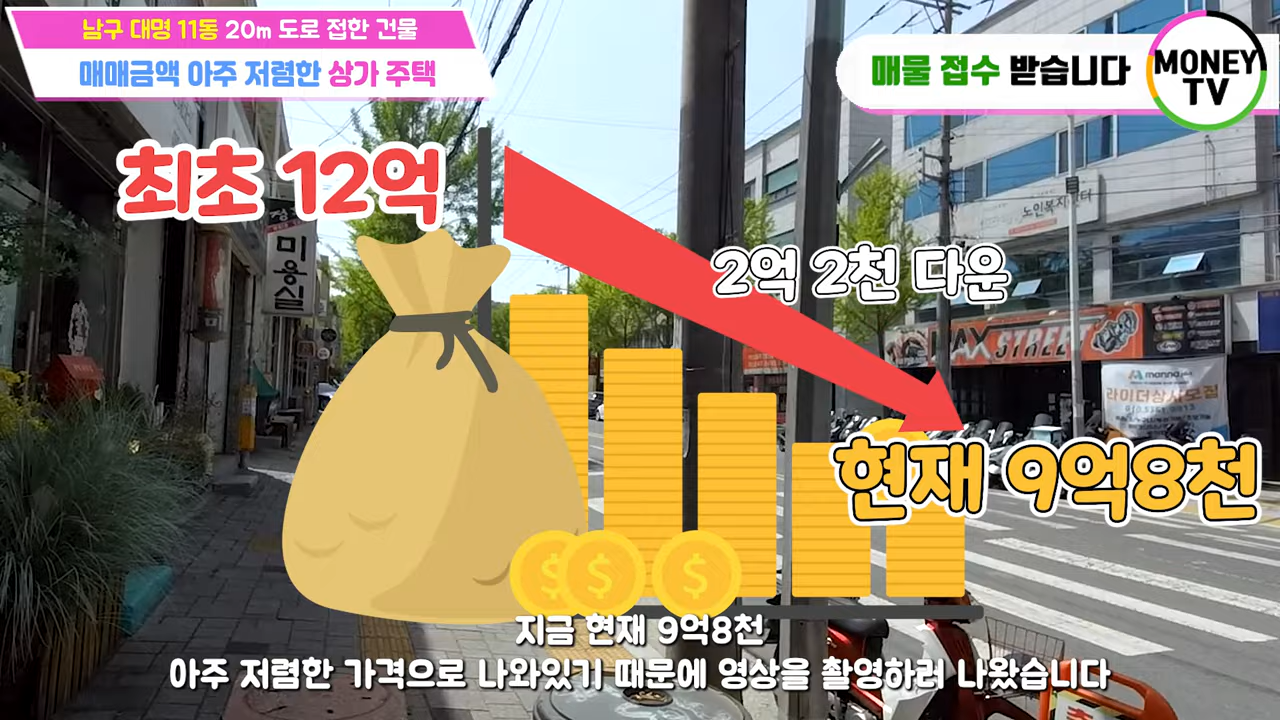 남구 대명 11동 20m 도로 접한 건물
매매금액 아주 저렴한 상가 주택
매물 접수 받습니다
MONEY
TV
최초 12억
2억 2천 다운
현재 9억8천
미용실
노인복지센터
MAX STREET
manna
라이더상시모집
지금 현재 9억8천
아주 저렴한 가격으로 나와있기 때문에 영상을 촬영하러 나왔습니다